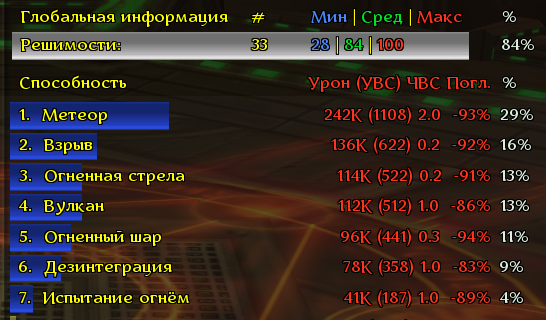 Глобальная информация # Мин | Сред | Макс %
Решимости: 33 28 | 84 | 100 84%
Способность Урон (УВС) ЧВС Погл. %
1. Метеор 242K (1108) 2.0 -93% 29%
2. Взрыв 136K (622) 0.2 -92% 16%
3. Огненная стрела 114K (522) 0.2 -91% 13%
4. Вулкан 112K (512) 1.0 -86% 13%
5. Огненный шар 96K (441) 0.3 -94% 11%
6. Дезинтеграция 78K (358) 1.0 -83% 9%
7. Испытание огнём 41K (187) 1.0 -89% 4%